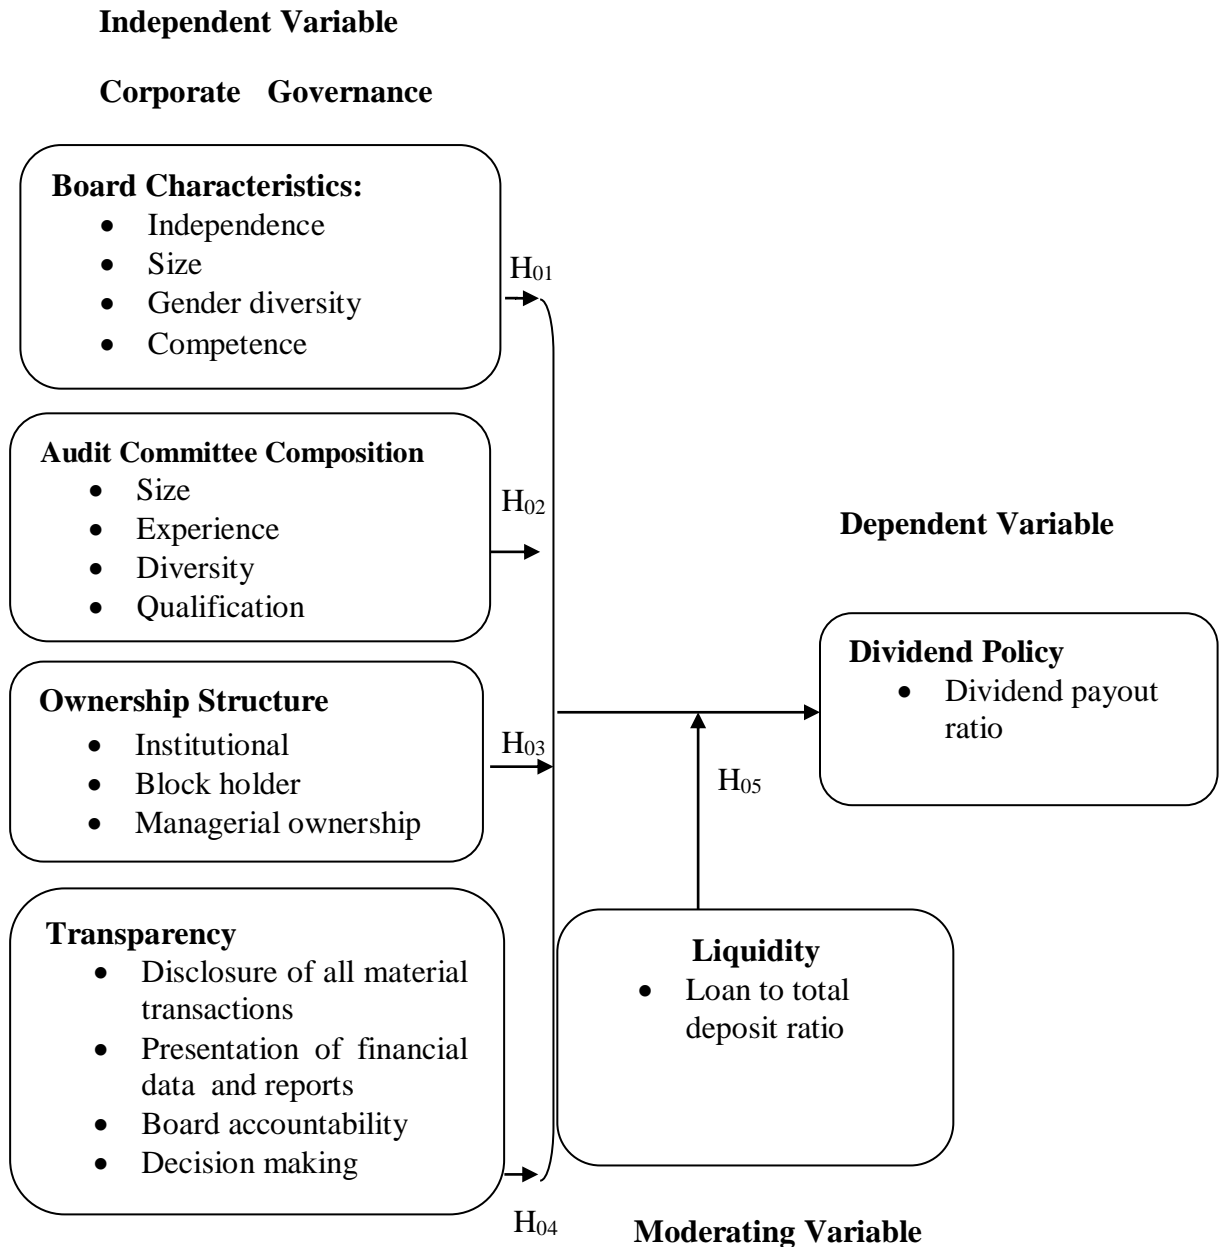 Independent Variable
Corporate Governance
Board Characteristics:
• Independence
• Size
• Gender diversity
• Competence
H01
Audit Committee Composition
• Size
• Experience
• Diversity
• Qualification
H02
Ownership Structure
• Institutional
• Block holder
• Managerial ownership
H03
Transparency
• Disclosure of all material
transactions
• Presentation of financial
data and reports
• Board accountability
• Decision making
H04
Dependent Variable
Dividend Policy
• Dividend payout
ratio
H05
Liquidity
• Loan to total
deposit ratio
Moderating Variable